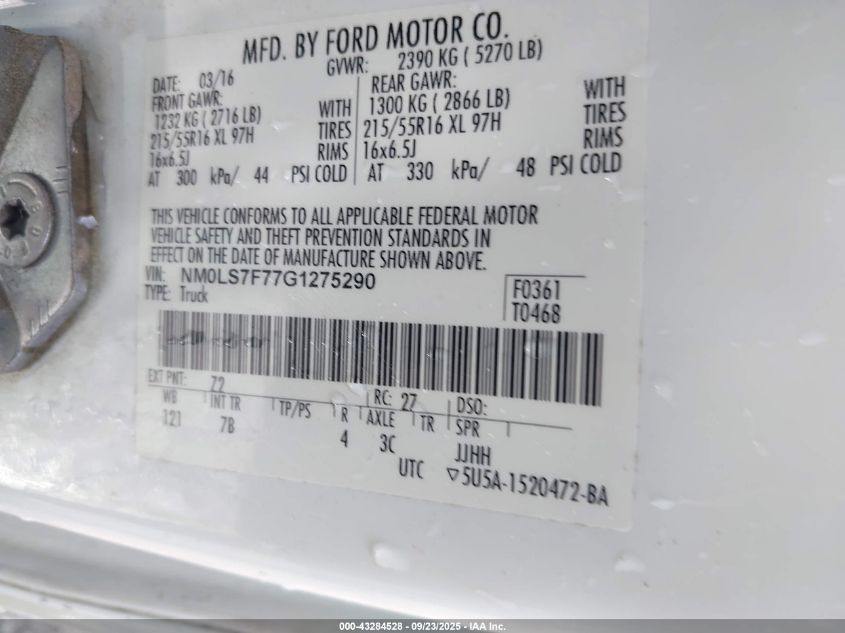 MFD. BY FORD MOTOR CO.
DATE: 03/16
GVWR: 2390 KG ( 5270 LB)
FRONT GAWR:
1232 KG ( 2716 LB) WITH
215/55R16 XL 97H TIRES
16x6.5J RIMS
AT 300 kPa/ 44 PSI COLD
REAR GAWR:
1300 KG ( 2866 LB) WITH
215/55R16 XL 97H TIRES
16x6.5J RIMS
AT 330 kPa/ 48 PSI COLD
THIS VEHICLE CONFORMS TO ALL APPLICABLE FEDERAL MOTOR
VEHICLE SAFETY AND THEFT PREVENTION STANDARDS IN
EFFECT ON THE DATE OF MANUFACTURE SHOWN ABOVE.
VIN: NM0LS7F77G1275290
TYPE: Truck
F0361
T0468
EXT PNT: Z2 RC: 27 DSO:
WB INT TR TP/PS R AXLE TR SPR
121 7B 4 3C JJHH
UTC ▽5U5A-1520472-BA
000-43284528 - 09/23/2025 - IAA Inc.